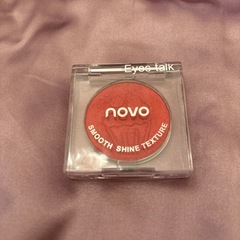 Eyes talk
novo
SMOOTH SHINE TEXTURE